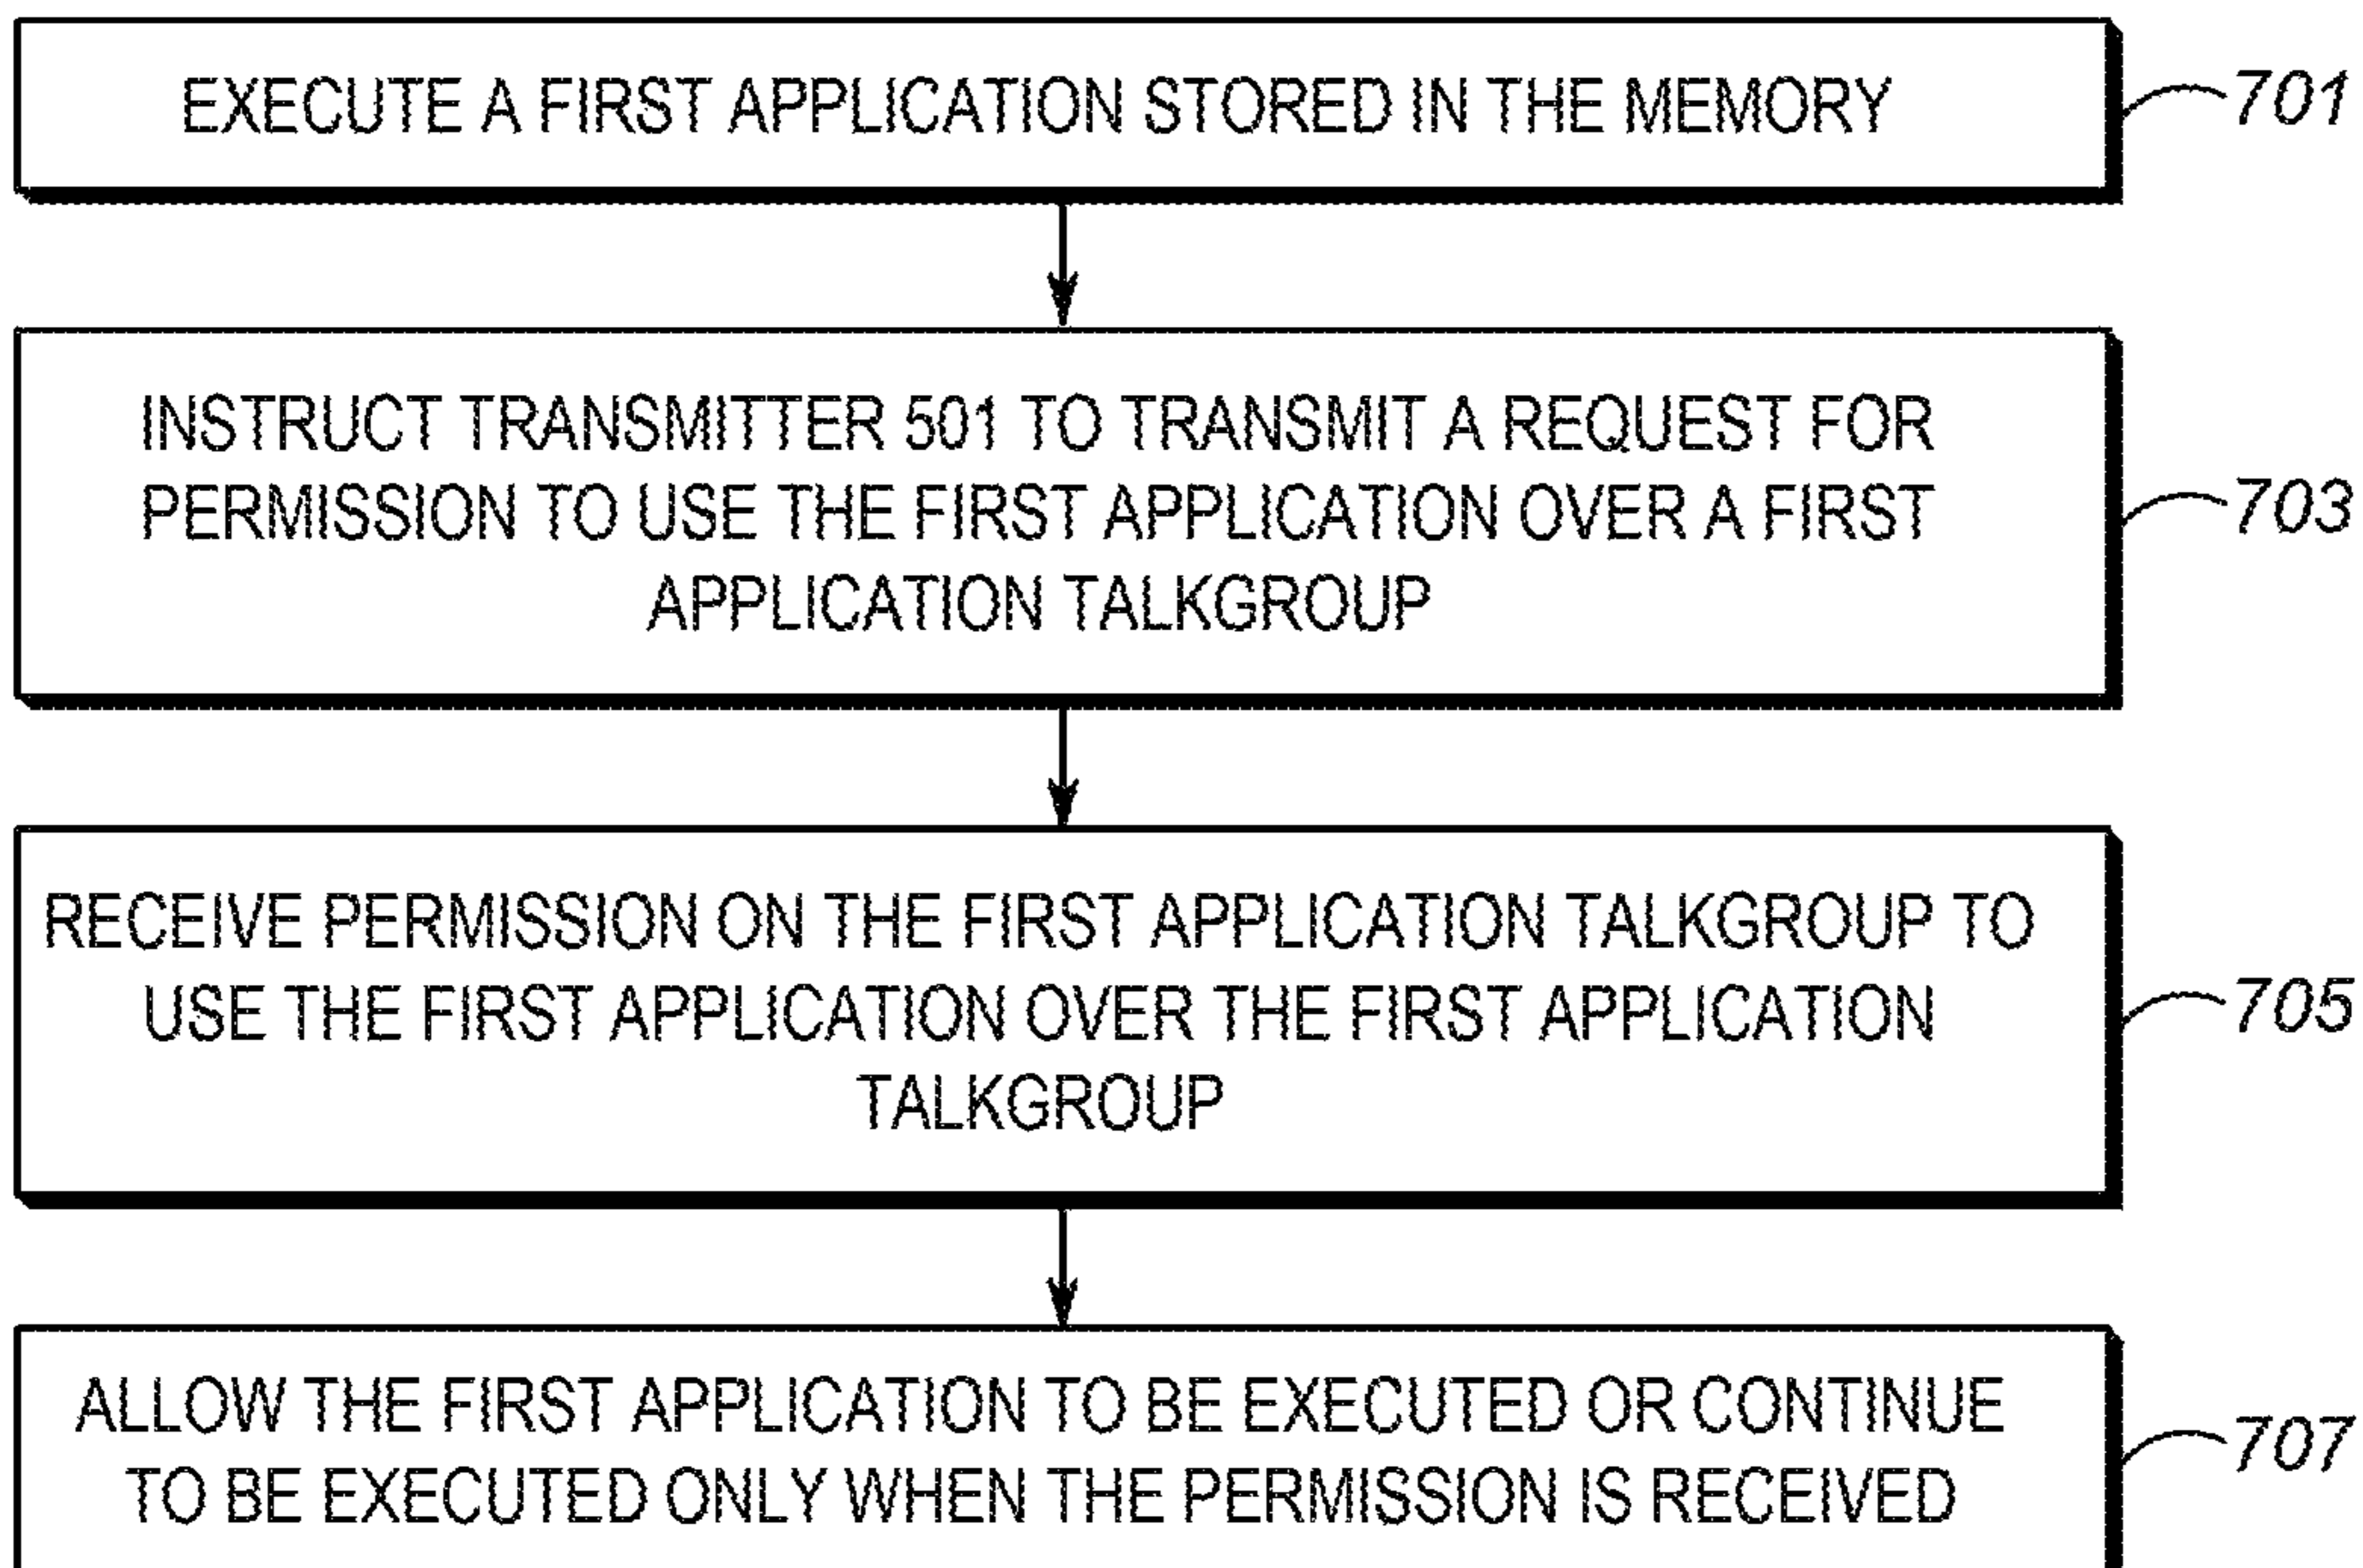 EXECUTE A FIRST APPLICATION STORED IN THE MEMORY
701
INSTRUCT TRANSMITTER 501 TO TRANSMIT A REQUEST FOR
PERMISSION TO USE THE FIRST APPLICATION OVER A FIRST
APPLICATION TALKGROUP
703
RECEIVE PERMISSION ON THE FIRST APPLICATION TALKGROUP TO
USE THE FIRST APPLICATION OVER THE FIRST APPLICATION
TALKGROUP
705
ALLOW THE FIRST APPLICATION TO BE EXECUTED OR CONTINUE
TO BE EXECUTED ONLY WHEN THE PERMISSION IS RECEIVED
707